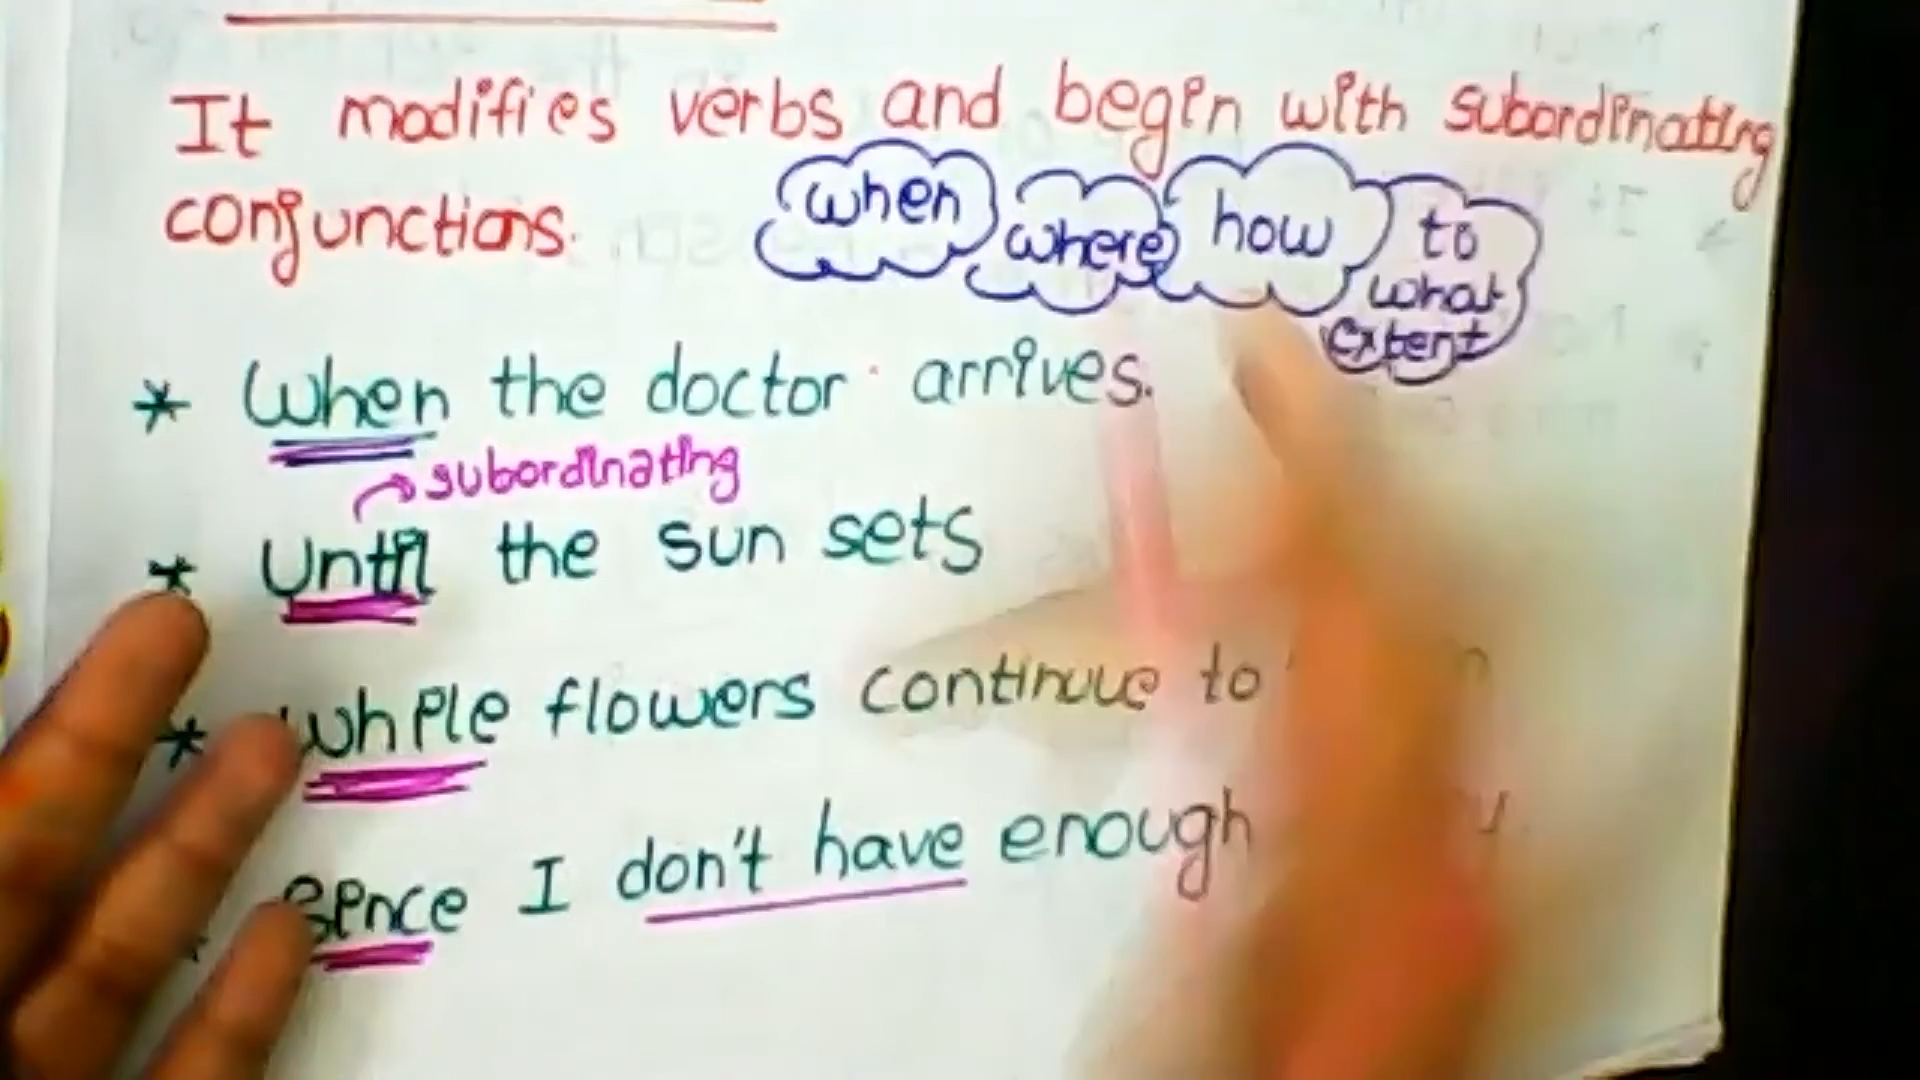 It modifies verbs and begin with subordinating
conjunctions.
when where how to
what
extent
* When the doctor arrives.
subordinating
* Until the sun sets
* While flowers continue to
* Since I don't have enough